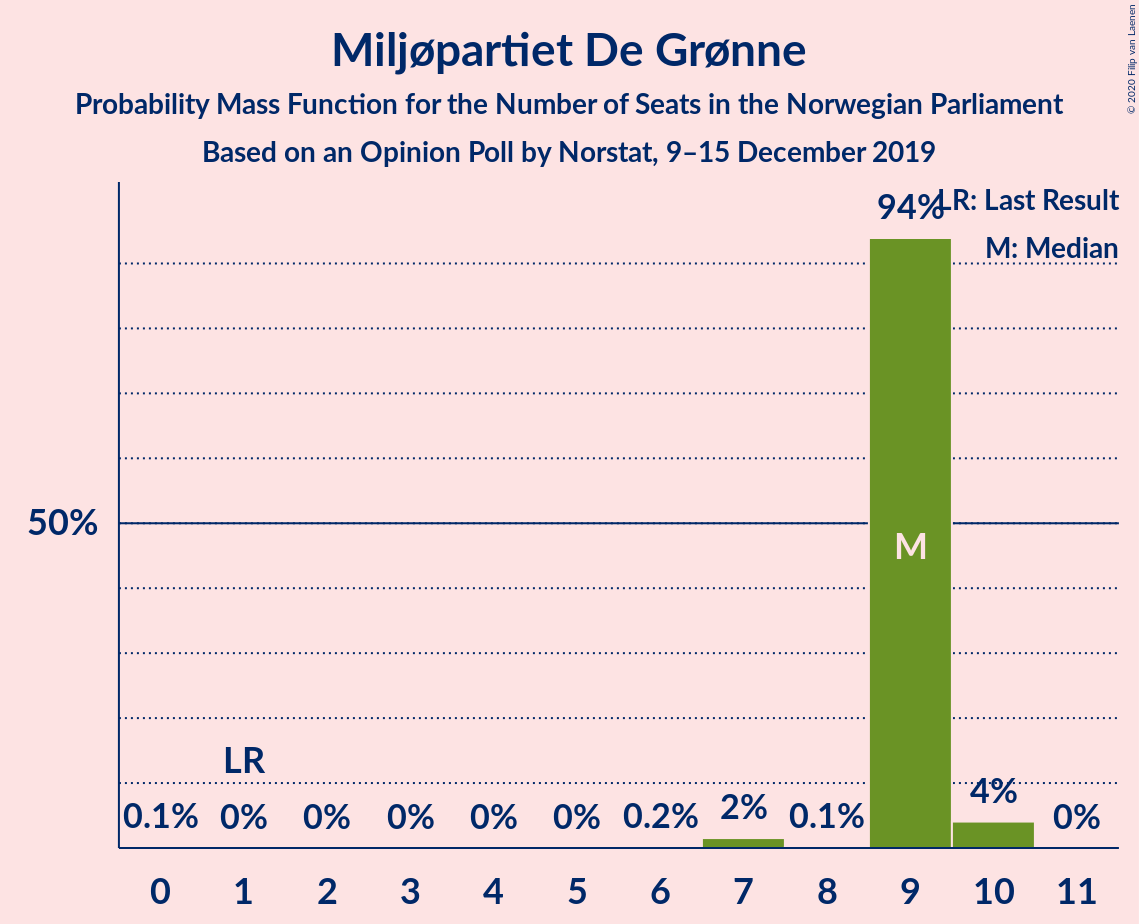 Miljøpartiet De Grønne
Probability Mass Function for the Number of Seats in the Norwegian Parliament
Based on an Opinion Poll by Norstat, 9–15 December 2019
© 2020 Filip van Laenen
LR: Last Result
M: Median
94%
50%
M
LR
0.1% 0% 0% 0% 0% 0% 0.2% 2% 0.1% 4% 0%
0 1 2 3 4 5 6 7 8 9 10 11